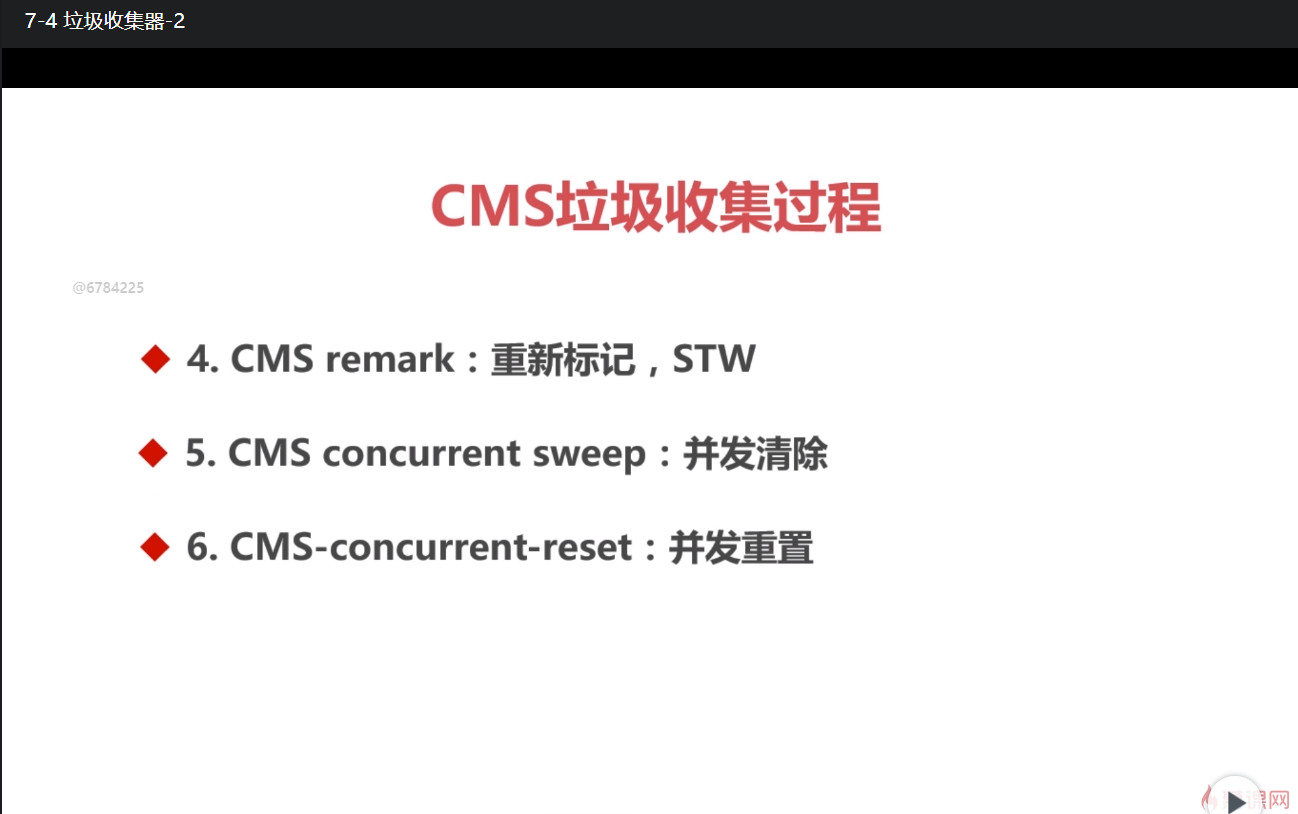 7-4 垃圾收集器-2
CMS垃圾收集过程
@6784225
4. CMS remark：重新标记，STW
5. CMS concurrent sweep：并发清除
6. CMS-concurrent-reset：并发重置
课网